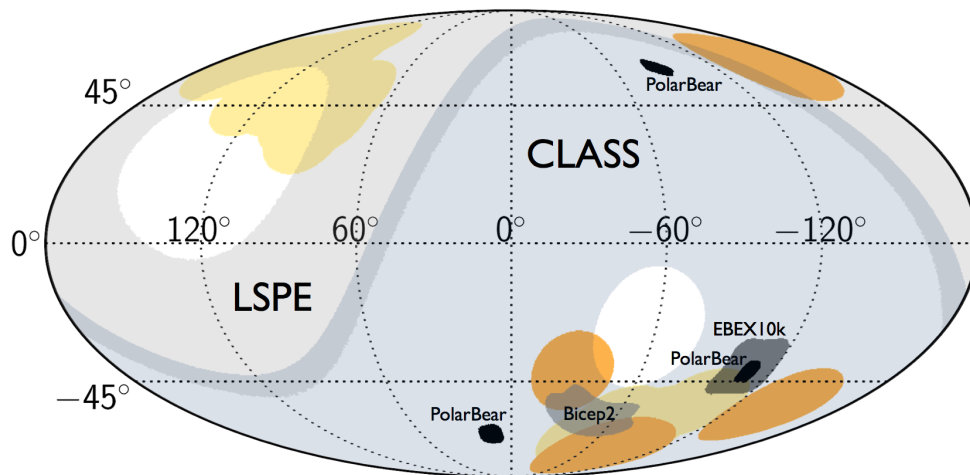 45°
PolarBear
CLASS
0°
120°
60°
0°
−60°
−120°
LSPE
EBEX10k
PolarBear
−45°
PolarBear
Bicep2